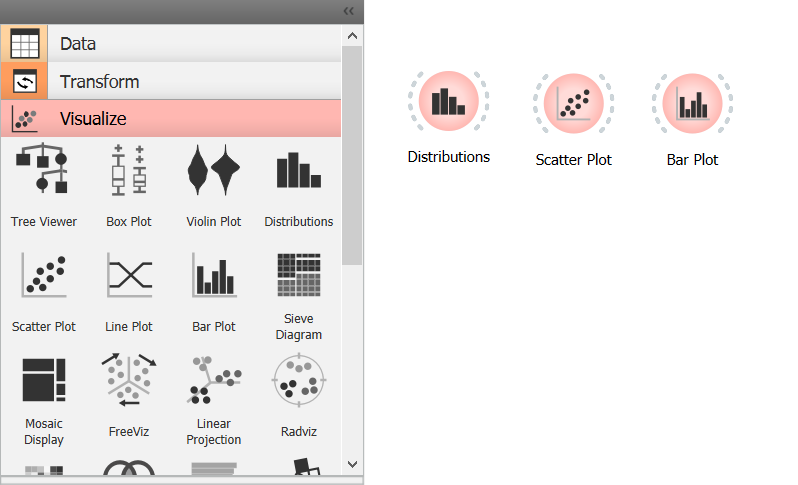 Data
Transform
Visualize
Tree Viewer
Box Plot
Violin Plot
Distributions
Scatter Plot
Line Plot
Bar Plot
Sieve
Diagram
Mosaic
Display
FreeViz
Linear
Projection
Radviz
Distributions
Scatter Plot
Bar Plot